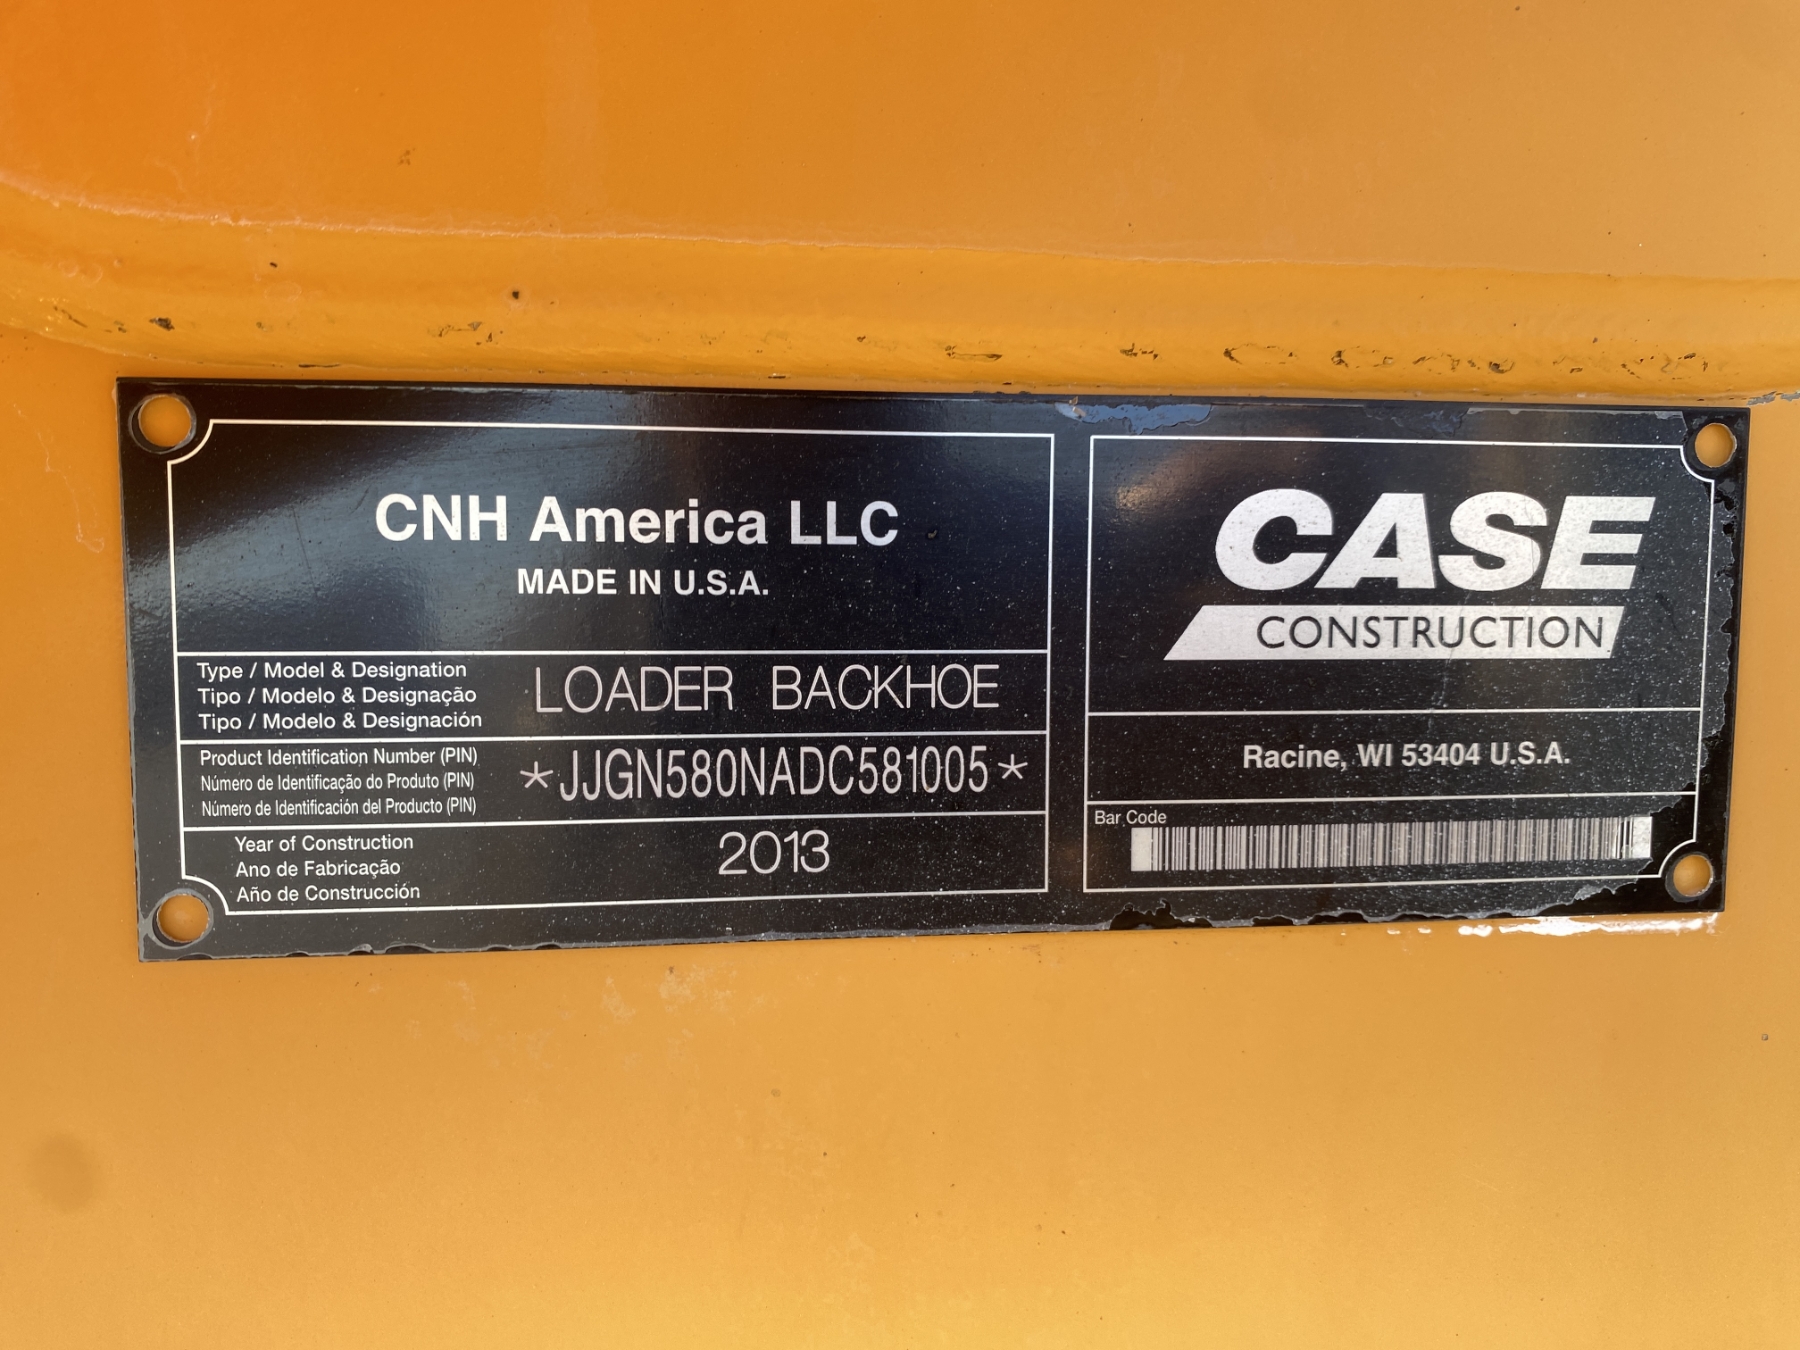 CNH America LLC
MADE IN U.S.A.
Type / Model & Designation
Tipo / Modelo & Designação
Tipo / Modelo & Designación
LOADER BACKHOE
Product Identification Number (PIN)
Número de Identificação do Produto (PIN)
Número de Identificación del Producto (PIN)
*JJGN580NADC581005*
Year of Construction
Ano de Fabricação
Año de Construcción
2013
CASE
CONSTRUCTION
Racine, WI 53404 U.S.A.
Bar Code